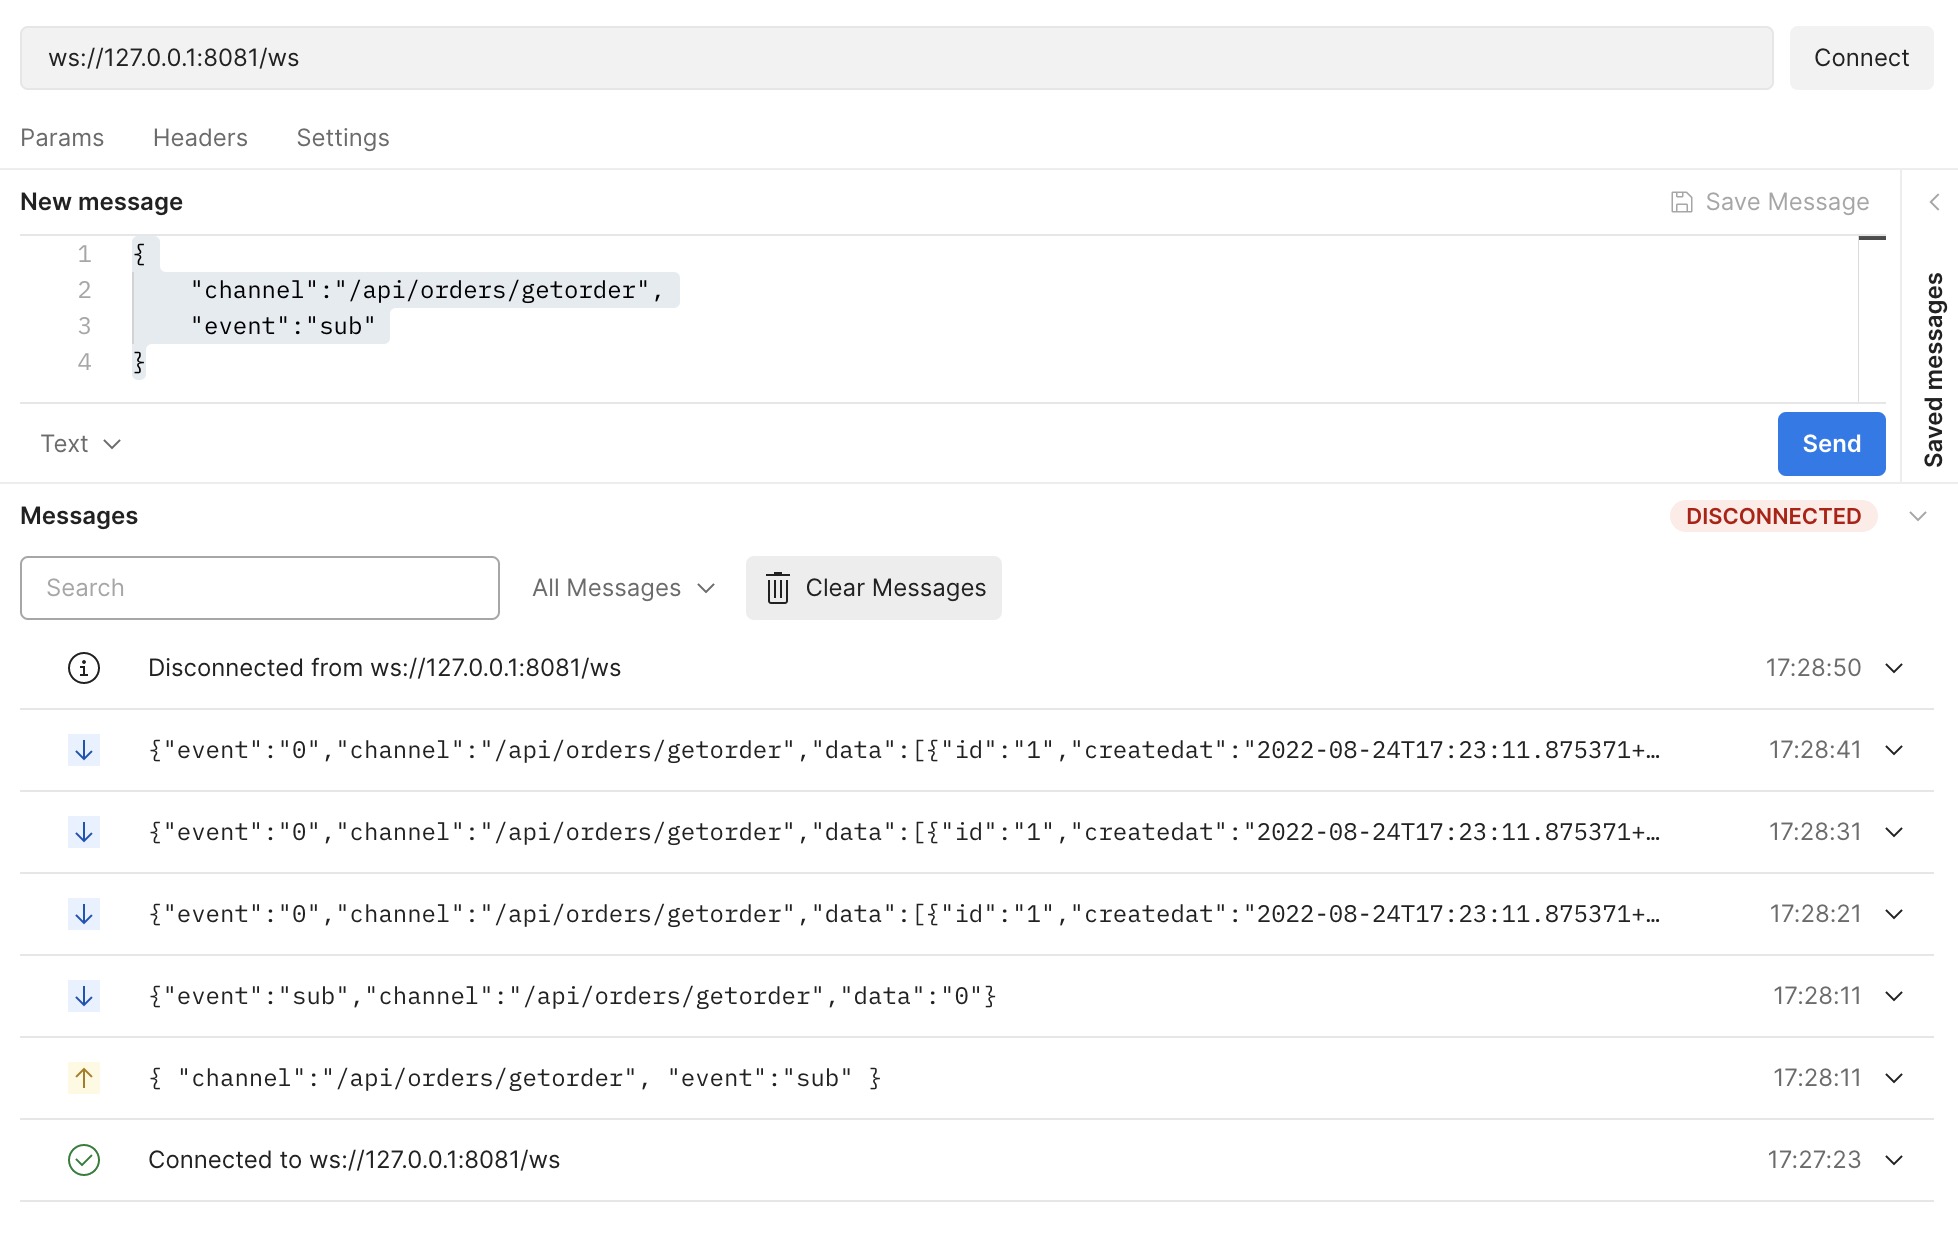 ws://127.0.0.1:8081/ws
Connect
Params Headers Settings
New message
Save Message
1 {
2 "channel":"/api/orders/getorder",
3 "event":"sub"
4 }
Saved messages
Text
Send
Messages
DISCONNECTED
Search
All Messages
Clear Messages
Disconnected from ws://127.0.0.1:8081/ws 17:28:50
{"event":"0","channel":"/api/orders/getorder","data":[{"id":"1","createdat":"2022-08-24T17:23:11.875371+… 17:28:41
{"event":"0","channel":"/api/orders/getorder","data":[{"id":"1","createdat":"2022-08-24T17:23:11.875371+… 17:28:31
{"event":"0","channel":"/api/orders/getorder","data":[{"id":"1","createdat":"2022-08-24T17:23:11.875371+… 17:28:21
{"event":"sub","channel":"/api/orders/getorder","data":"0"} 17:28:11
{ "channel":"/api/orders/getorder", "event":"sub" } 17:28:11
Connected to ws://127.0.0.1:8081/ws 17:27:23